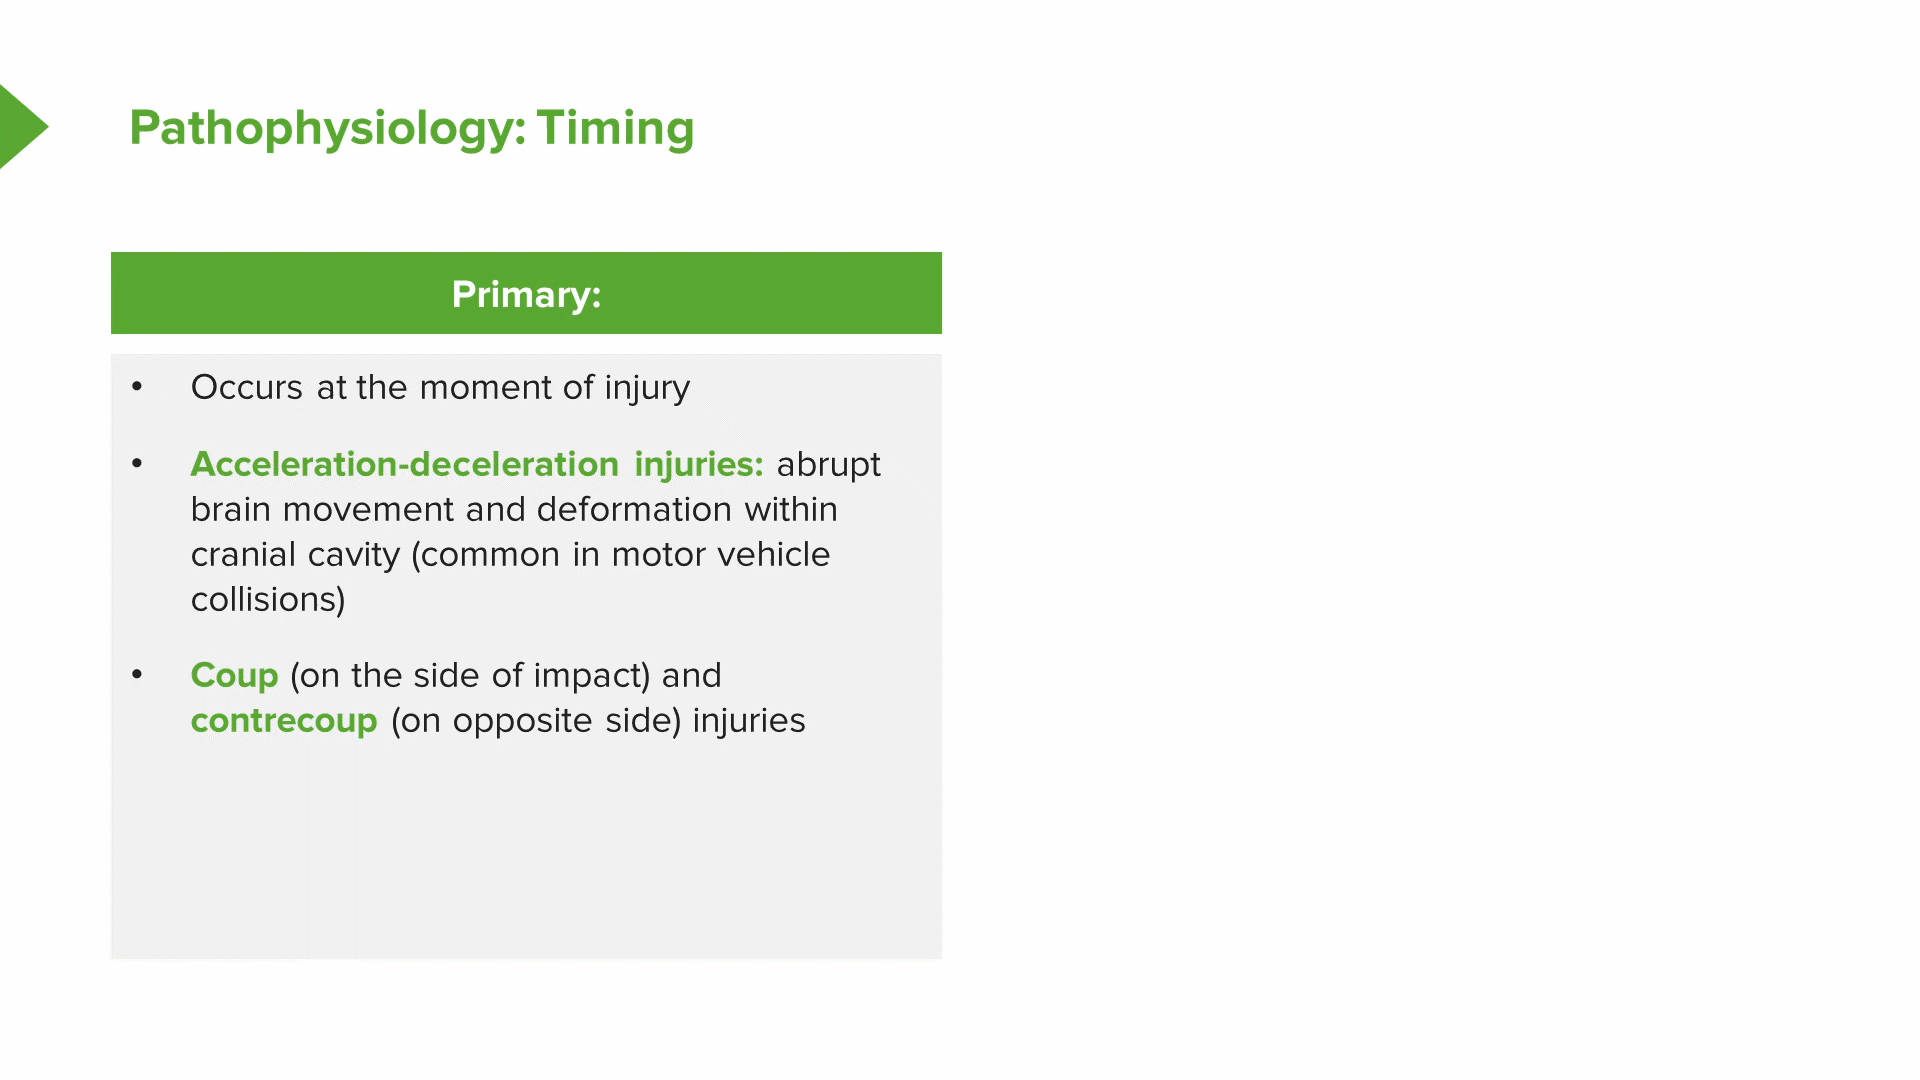 Pathophysiology: Timing
Primary:
• Occurs at the moment of injury
• Acceleration-deceleration injuries: abrupt
brain movement and deformation within
cranial cavity (common in motor vehicle
collisions)
• Coup (on the side of impact) and
contrecoup (on opposite side) injuries